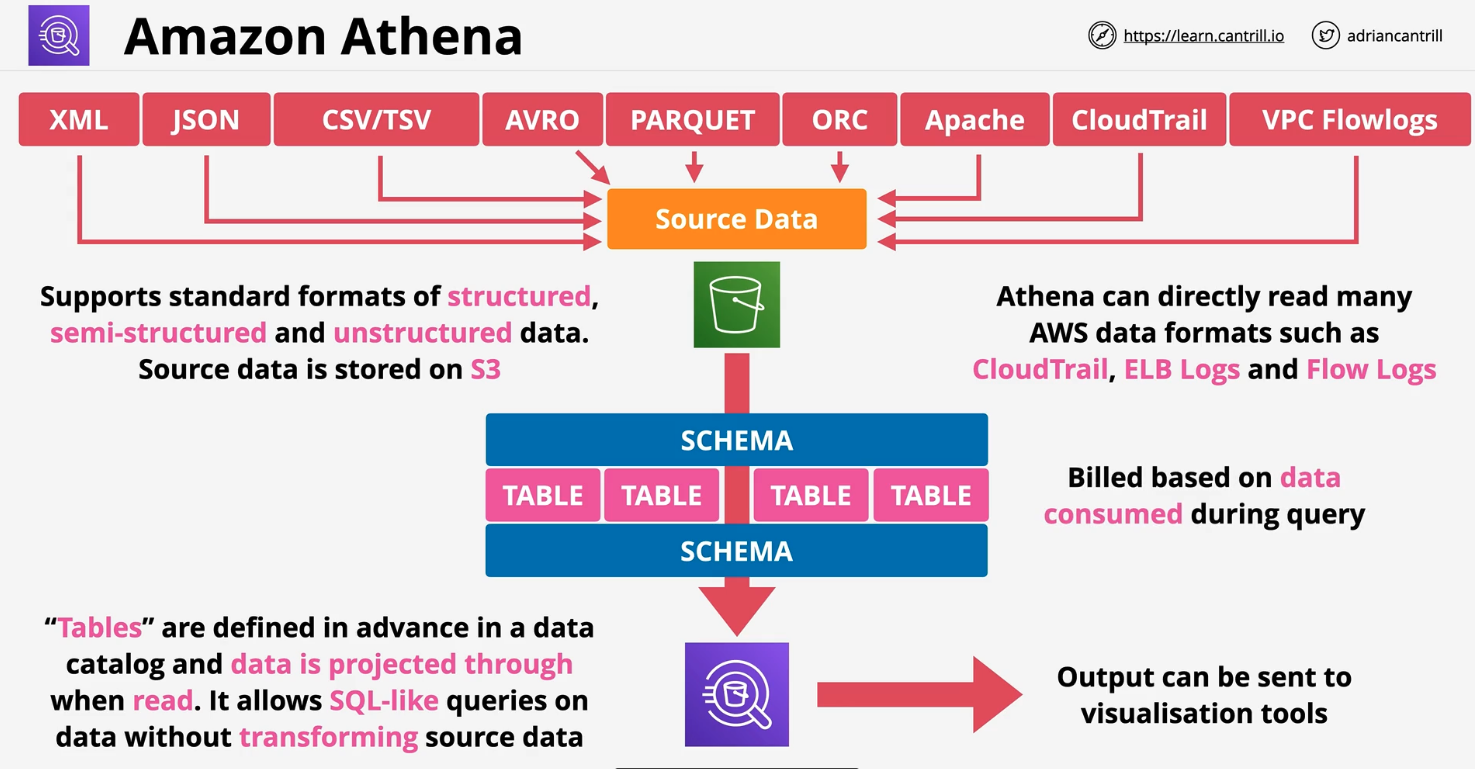 Amazon Athena
https://learn.cantrill.io
adriancantrill
XML
JSON
CSV/TSV
AVRO
PARQUET
ORC
Apache
CloudTrail
VPC Flowlogs
Source Data
Supports standard formats of structured,
semi-structured and unstructured data.
Source data is stored on S3
Athena can directly read many
AWS data formats such as
CloudTrail, ELB Logs and Flow Logs
SCHEMA
TABLE
TABLE
TABLE
TABLE
SCHEMA
Billed based on data
consumed during query
“Tables” are defined in advance in a data
catalog and data is projected through
when read. It allows SQL-like queries on
data without transforming source data
Output can be sent to
visualisation tools